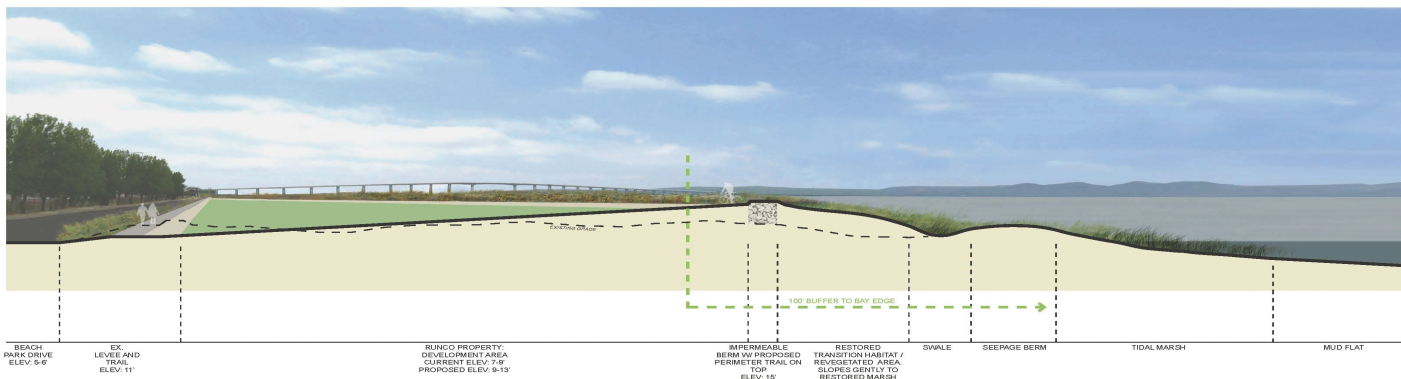 EXISTING GRADE
100' BUFFER TO BAY EDGE
BEACH
PARK DRIVE
ELEV: 5-6'
EX.
LEVEE AND
TRAIL
ELEV: 11'
RUNCO PROPERTY:
DEVELOPMENT AREA
CURRENT ELEV: 7-9'
PROPOSED ELEV: 9-13'
IMPERMEABLE
BERM W/ PROPOSED
PERIMETER TRAIL ON
TOP
ELEV: 15'
RESTORED
TRANSITION HABITAT /
REVEGETATED AREA.
SLOPES GENTLY TO
RESTORED MARSH
SWALE
SEEPAGE BERM
TIDAL MARSH
MUD FLAT